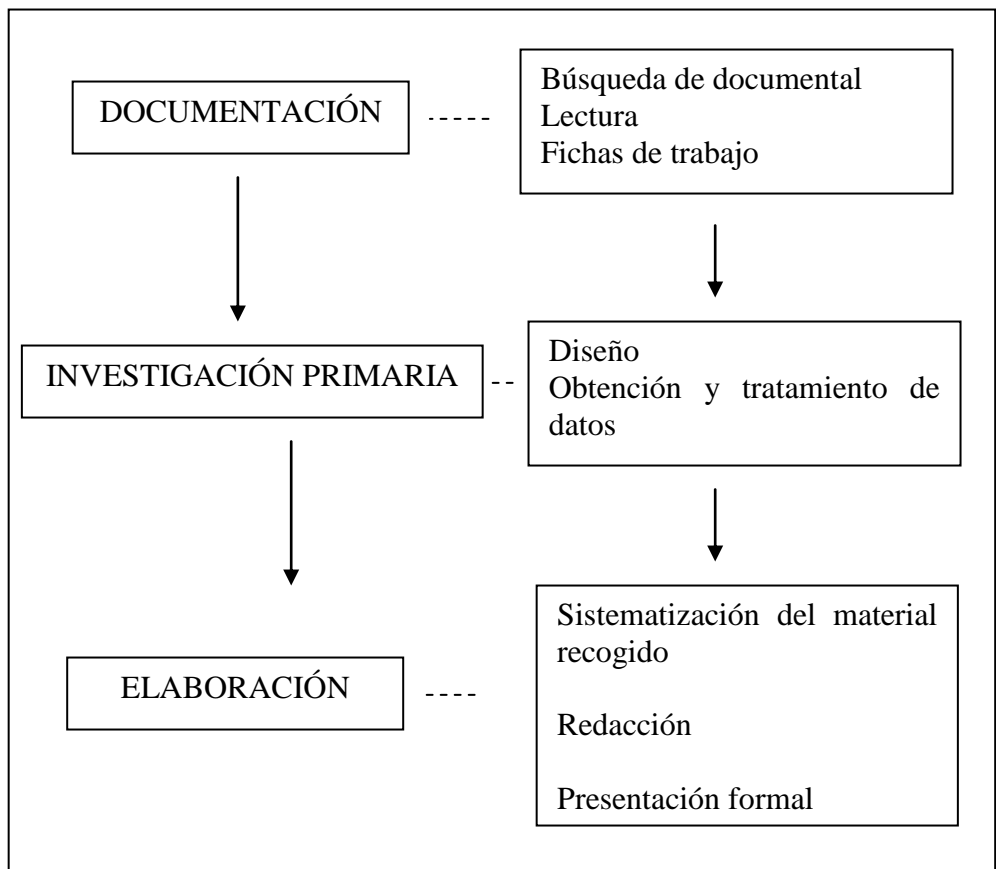 DOCUMENTACIÓN
Búsqueda de documental
Lectura
Fichas de trabajo
INVESTIGACIÓN PRIMARIA
Diseño
Obtención y tratamiento de
datos
ELABORACIÓN
Sistematización del material
recogido
Redacción
Presentación formal